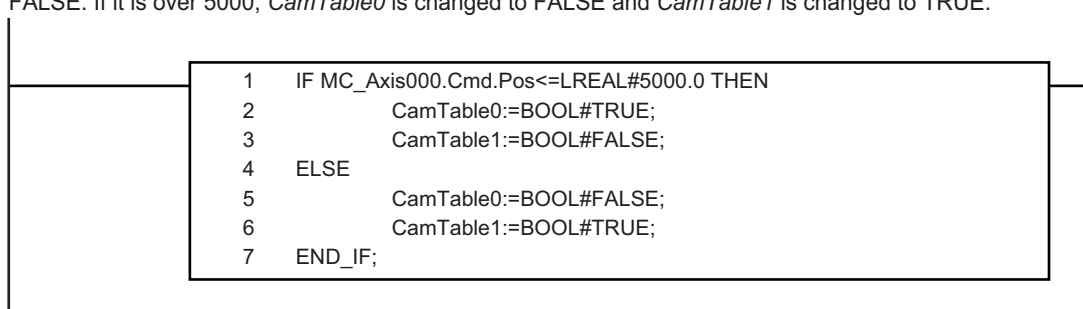 FALSE. If it is over 5000, CamTable0 is changed to FALSE and CamTable1 is changed to TRUE.
1 IF MC_Axis000.Cmd.Pos<=LREAL#5000.0 THEN
2 CamTable0:=BOOL#TRUE;
3 CamTable1:=BOOL#FALSE;
4 ELSE
5 CamTable0:=BOOL#FALSE;
6 CamTable1:=BOOL#TRUE;
7 END_IF;